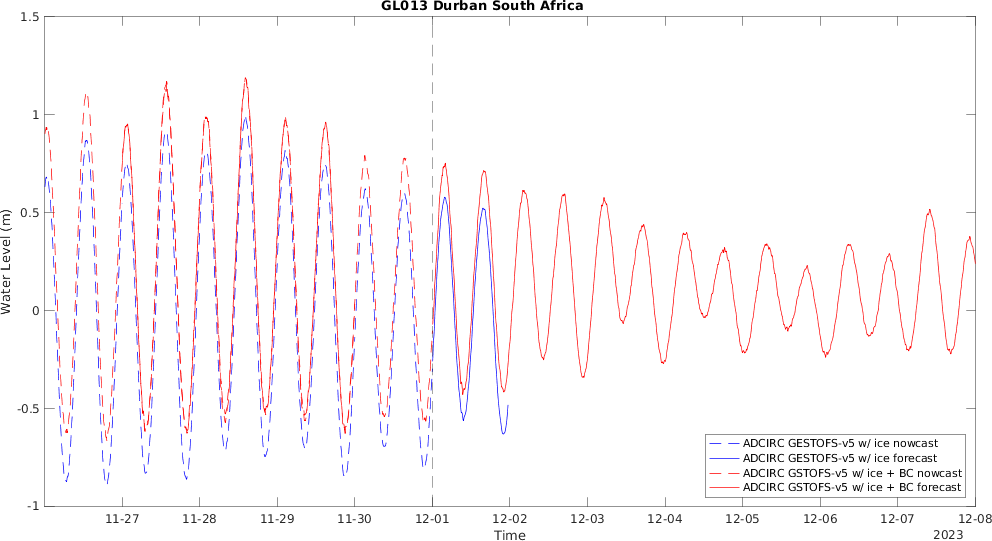 GL013 Durban South Africa
Water Level (m)
1.5
1
0.5
0
-0.5
-1
11-27 11-28 11-29 11-30 12-01 12-02 12-03 12-04 12-05 12-06 12-07 12-08
Time
2023
ADCIRC GESTOFS-v5 w/ ice nowcast
ADCIRC GESTOFS-v5 w/ ice forecast
ADCIRC GSTOFS-v5 w/ ice + BC nowcast
ADCIRC GSTOFS-v5 w/ ice + BC forecast